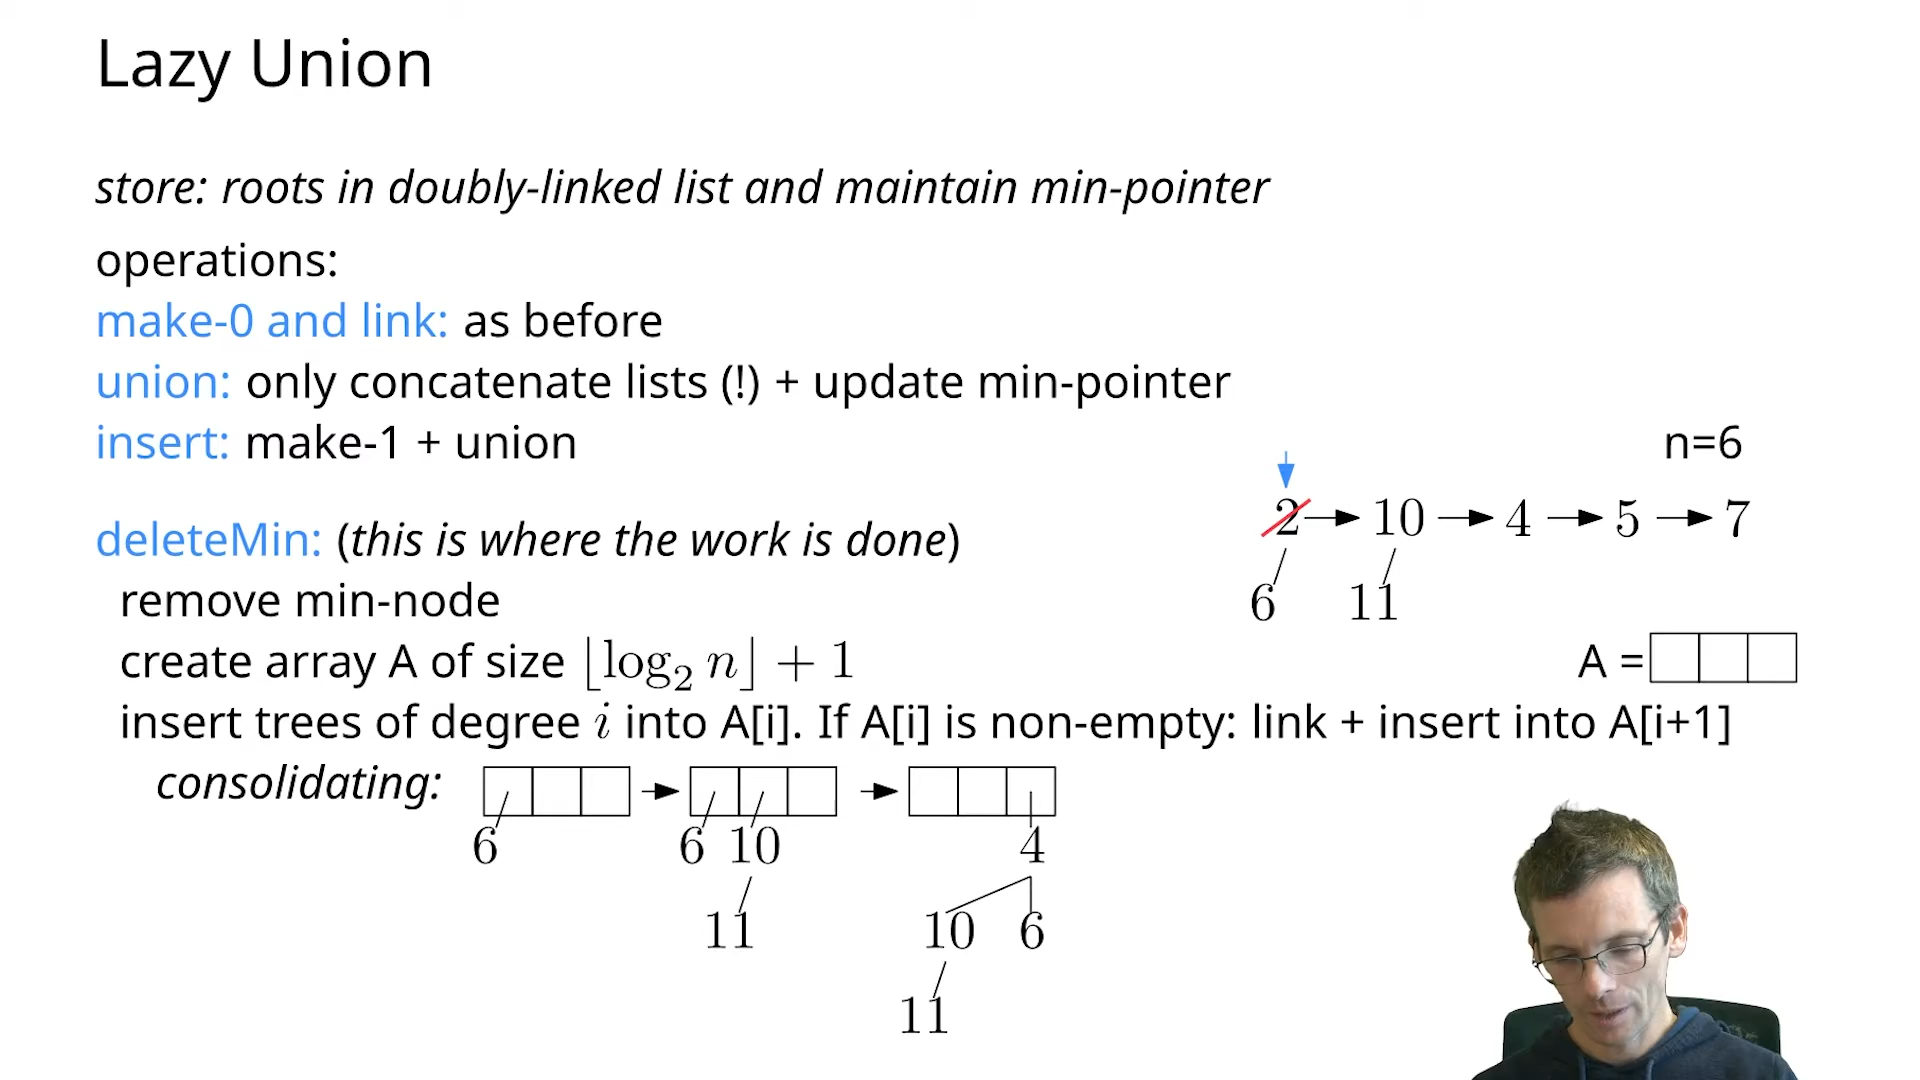 Lazy Union
store: roots in doubly-linked list and maintain min-pointer
operations:
make-0 and link: as before
union: only concatenate lists (!) + update min-pointer
insert: make-1 + union
n=6
2 10 4 5 7
6 11
deleteMin: (this is where the work is done)
remove min-node
create array A of size ⌊log₂ n⌋ + 1
A =
insert trees of degree i into A[i]. If A[i] is non-empty: link + insert into A[i+1]
consolidating:
6 6 10 4
11 10 6
11